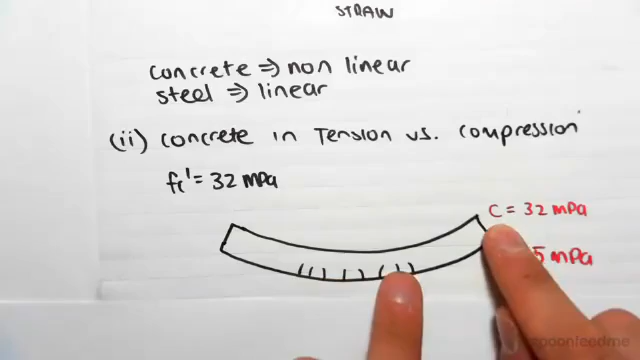 STRAW
concrete ⇒ non linear
steel ⇒ linear
(ii) concrete in Tension vs. compression
fc' = 32 mpa
C = 32 mpa
5 mpa
spoonfeedme